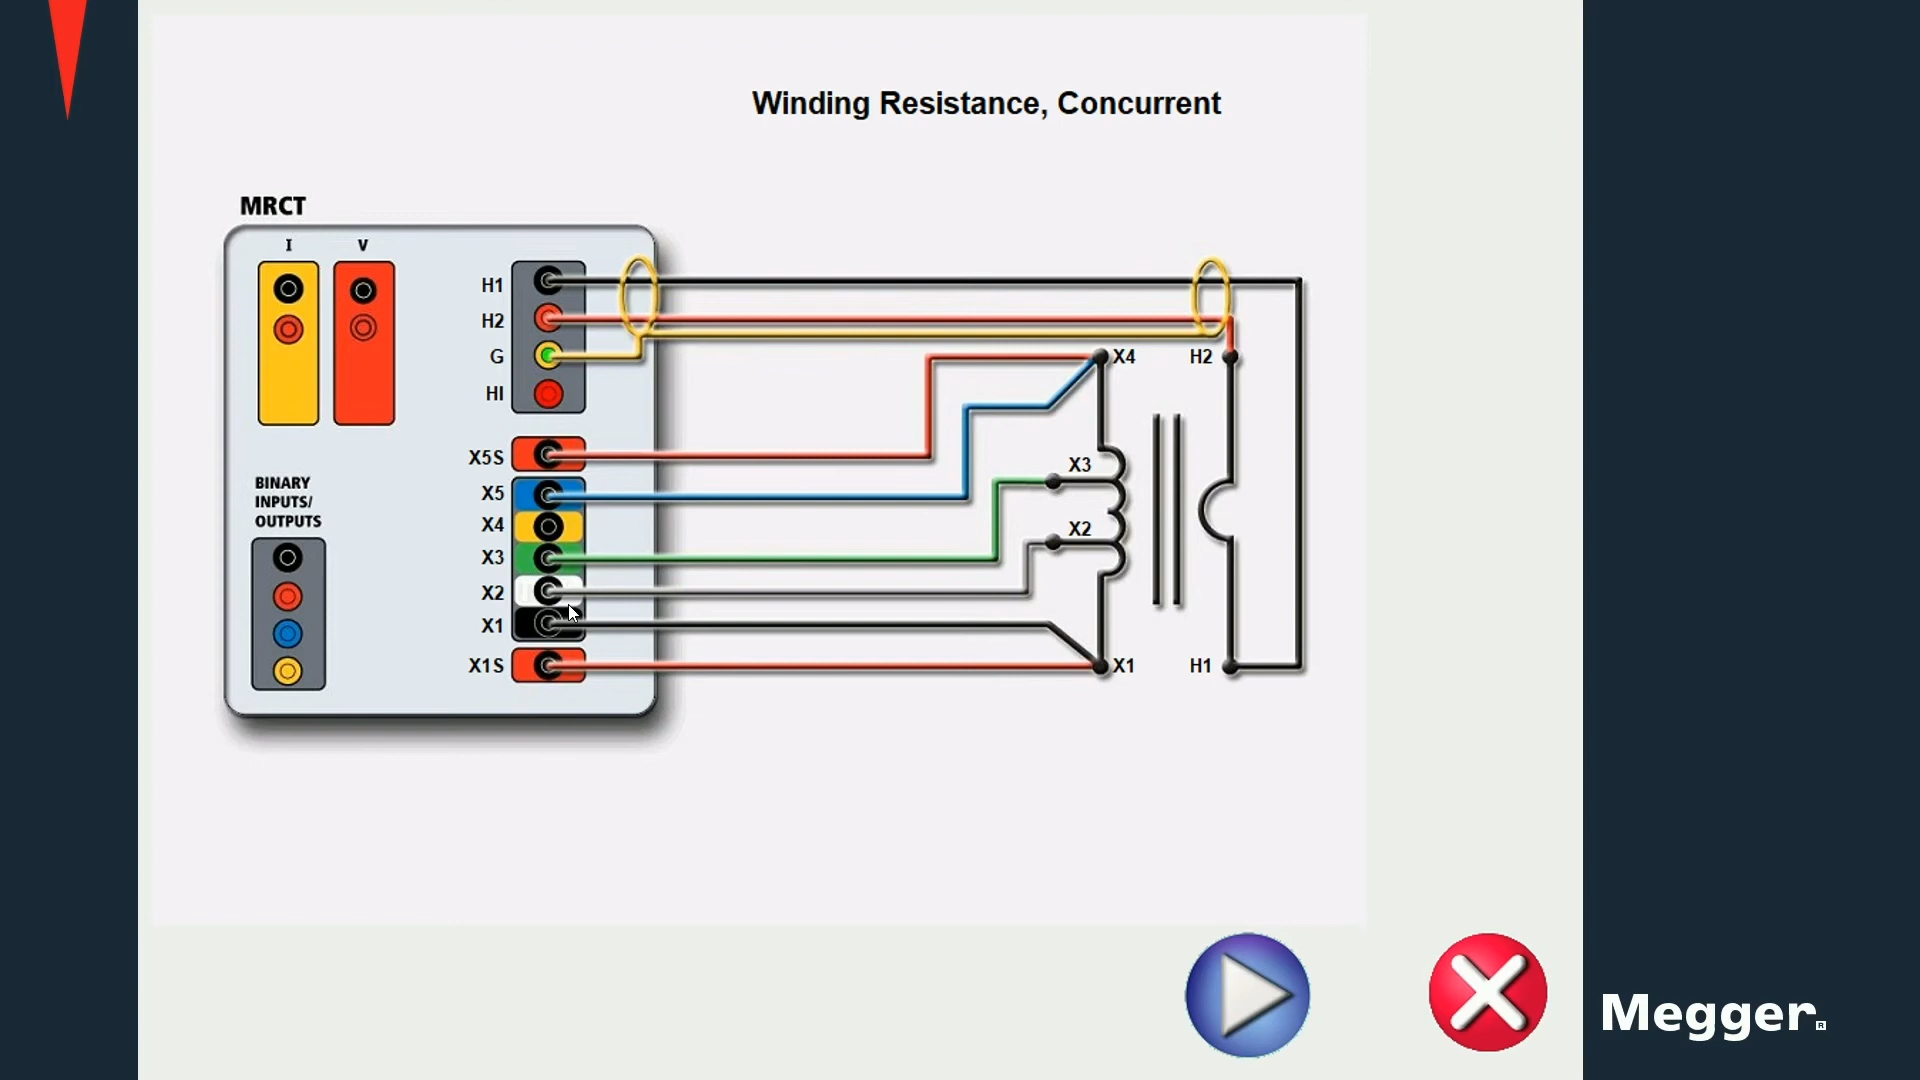 Winding Resistance, Concurrent
MRCT
I
V
H1
H2
G
HI
X5S
X5
X4
X3
X2
X1
X1S
BINARY
INPUTS/
OUTPUTS
X4
H2
X3
X2
X1
H1
Megger®